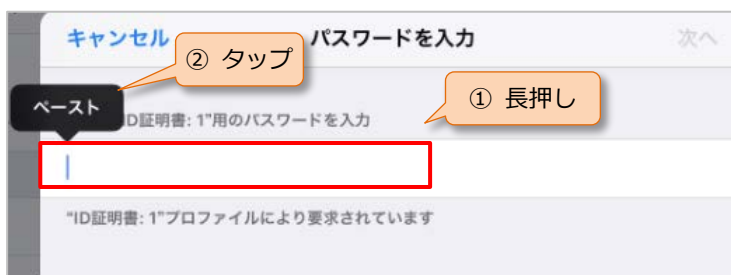 キャンセル パスワードを入力 次へ
② タップ
ペースト
① 長押し
ID証明書: 1"用のパスワードを入力
"ID証明書: 1"プロファイルにより要求されています